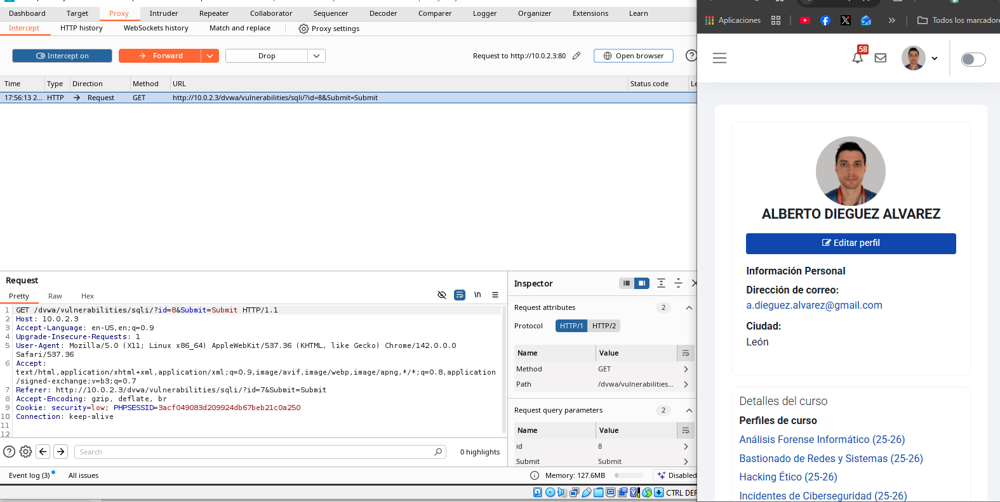 Dashboard Target Proxy Intruder Repeater Collaborator Sequencer Decoder Comparer Logger Organizer Extensions Learn
Intercept HTTP history WebSockets history Match and replace Proxy settings
Intercept on Forward Drop Request to http://10.0.2.3:80 Open browser
Time Type Direction Method URL Status code Le
17:56:13 2... HTTP Request GET http://10.0.2.3/dvwa/vulnerabilities/sqli/?id=8&Submit=Submit
Request
Pretty Raw Hex \n
1 GET /dvwa/vulnerabilities/sqli/?id=8&Submit=Submit HTTP/1.1
2 Host: 10.0.2.3
3 Accept-Language: en-US,en;q=0.9
4 Upgrade-Insecure-Requests: 1
5 User-Agent: Mozilla/5.0 (X11; Linux x86_64) AppleWebKit/537.36 (KHTML, like Gecko) Chrome/142.0.0.0
Safari/537.36
6 Accept:
text/html,application/xhtml+xml,application/xml;q=0.9,image/avif,image/webp,image/apng,*/*;q=0.8,application
/signed-exchange;v=b3;q=0.7
7 Referer: http://10.0.2.3/dvwa/vulnerabilities/sqli/?id=7&Submit=Submit
8 Accept-Encoding: gzip, deflate, br
9 Cookie: security=low; PHPSESSID=3acf049083d209924db67beb21c0a250
10 Connection: keep-alive
11
12
Search 0 highlights
Inspector
Request attributes 2
Protocol HTTP/1 HTTP/2
Name Value
Method GET
Path /dvwa/vulnerabilities...
Request query parameters 2
Name Value
id 8
Submit Submit
Event log (3) All issues Memory: 127.6MB Disabled
CTRL DER
Aplicaciones Todos los marcadore
58
ALBERTO DIEGUEZ ALVAREZ
Editar perfil
Información Personal
Dirección de correo:
a.dieguez.alvarez@gmail.com
Ciudad:
León
Detalles del curso
Perfiles de curso
Análisis Forense Informático (25-26)
Bastionado de Redes y Sistemas (25-26)
Hacking Ético (25-26)
Incidentes de Ciberseguridad (25-26)